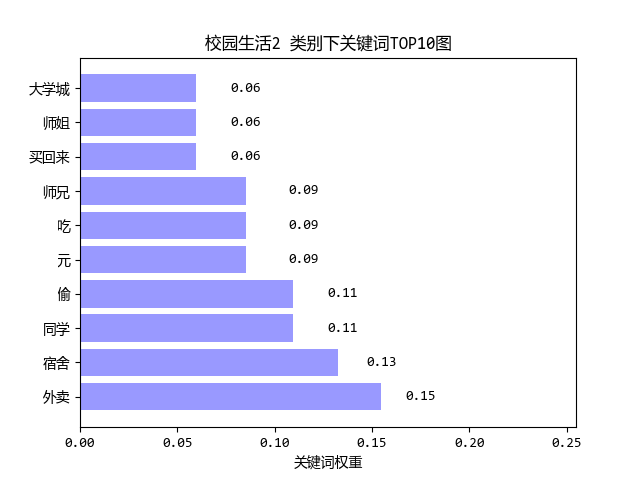 校园生活2 类别下关键词TOP10图
大学城 0.06
师姐 0.06
买回来 0.06
师兄 0.09
吃 0.09
元 0.09
偷 0.11
同学 0.11
宿舍 0.13
外卖 0.15
0.00 0.05 0.10 0.15 0.20 0.25
关键词权重